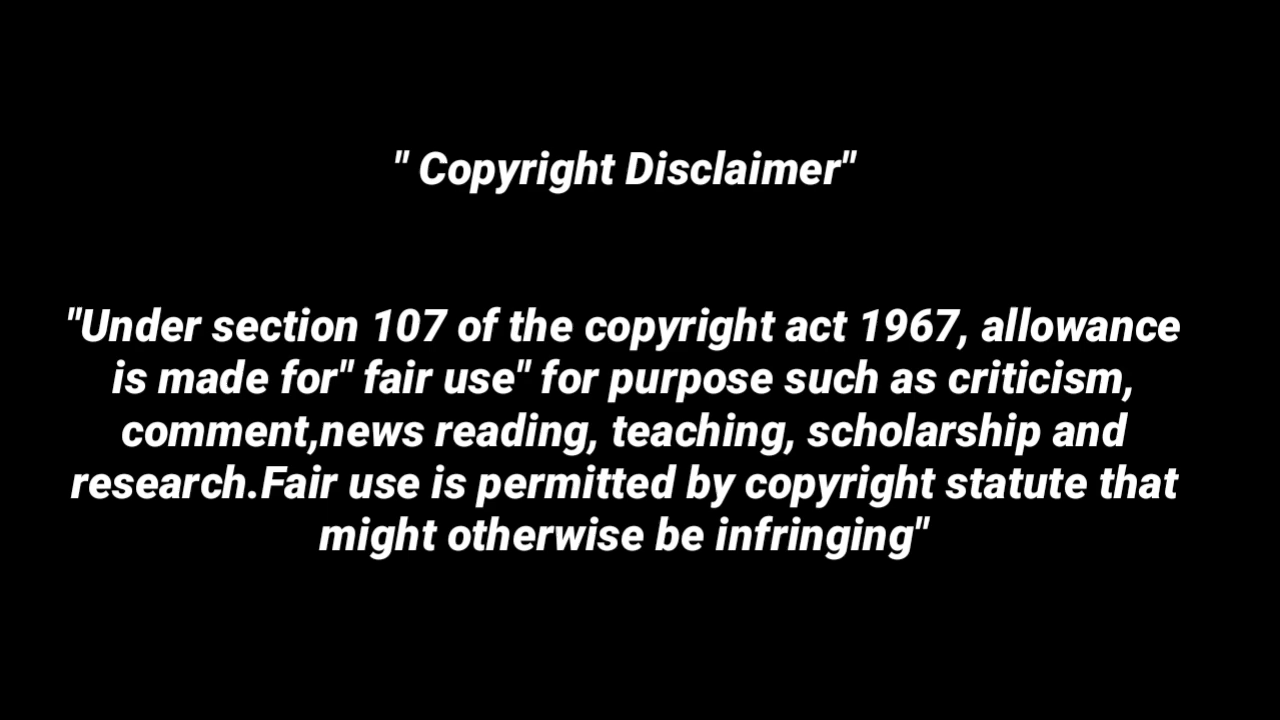 " Copyright Disclaimer"
"Under section 107 of the copyright act 1967, allowance
is made for" fair use" for purpose such as criticism,
comment,news reading, teaching, scholarship and
research.Fair use is permitted by copyright statute that
might otherwise be infringing"